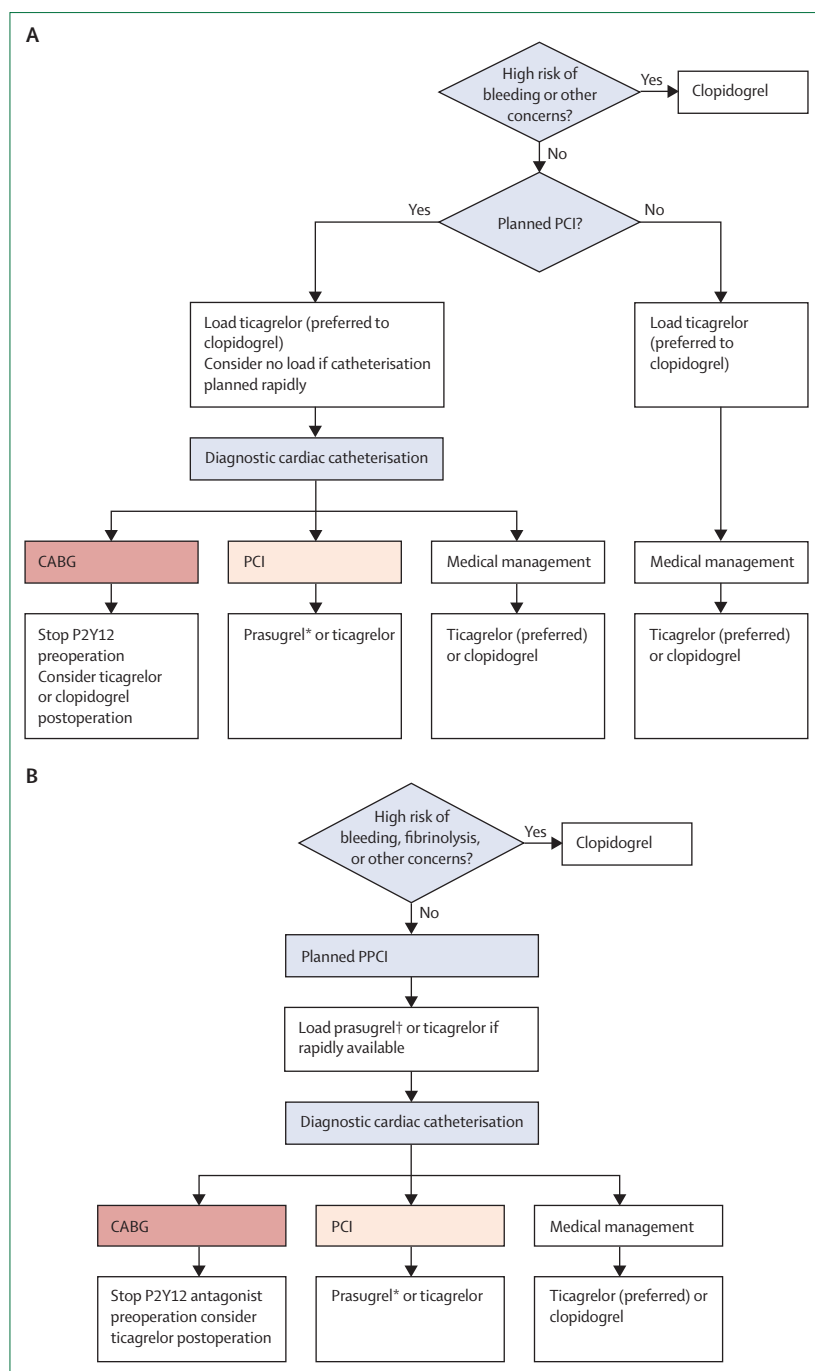 A
High risk of
bleeding or other
concerns?
Yes
Clopidogrel
No
Planned PCI?
Yes
No
Load ticagrelor (preferred to
clopidogrel)
Consider no load if catheterisation
planned rapidly
Load ticagrelor
(preferred to
clopidogrel)
Diagnostic cardiac catheterisation
CABG
PCI
Medical management
Medical management
Stop P2Y12
preoperation
Consider ticagrelor
or clopidogrel
postoperation
Prasugrel* or ticagrelor
Ticagrelor (preferred)
or clopidogrel
Ticagrelor (preferred)
or clopidogrel
B
High risk of
bleeding, fibrinolysis,
or other concerns?
Yes
Clopidogrel
No
Planned PPCI
Load prasugrel† or ticagrelor if
rapidly available
Diagnostic cardiac catheterisation
CABG
PCI
Medical management
Stop P2Y12 antagonist
preoperation consider
ticagrelor postoperation
Prasugrel* or ticagrelor
Ticagrelor (preferred) or
clopidogrel